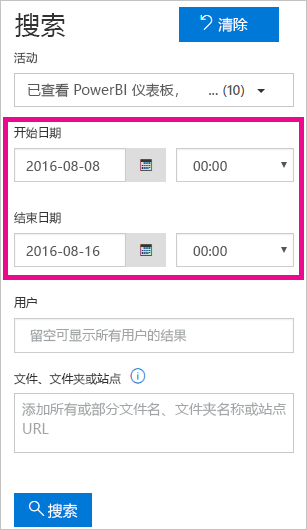 搜索
清除
活动
已查看 PowerBI 仪表板， ... (10)
开始日期
2016-08-08 00:00
结束日期
2016-08-16 00:00
用户
留空可显示所有用户的结果
文件、文件夹或站点
添加所有或部分文件名、文件夹名称或站点
URL
搜索